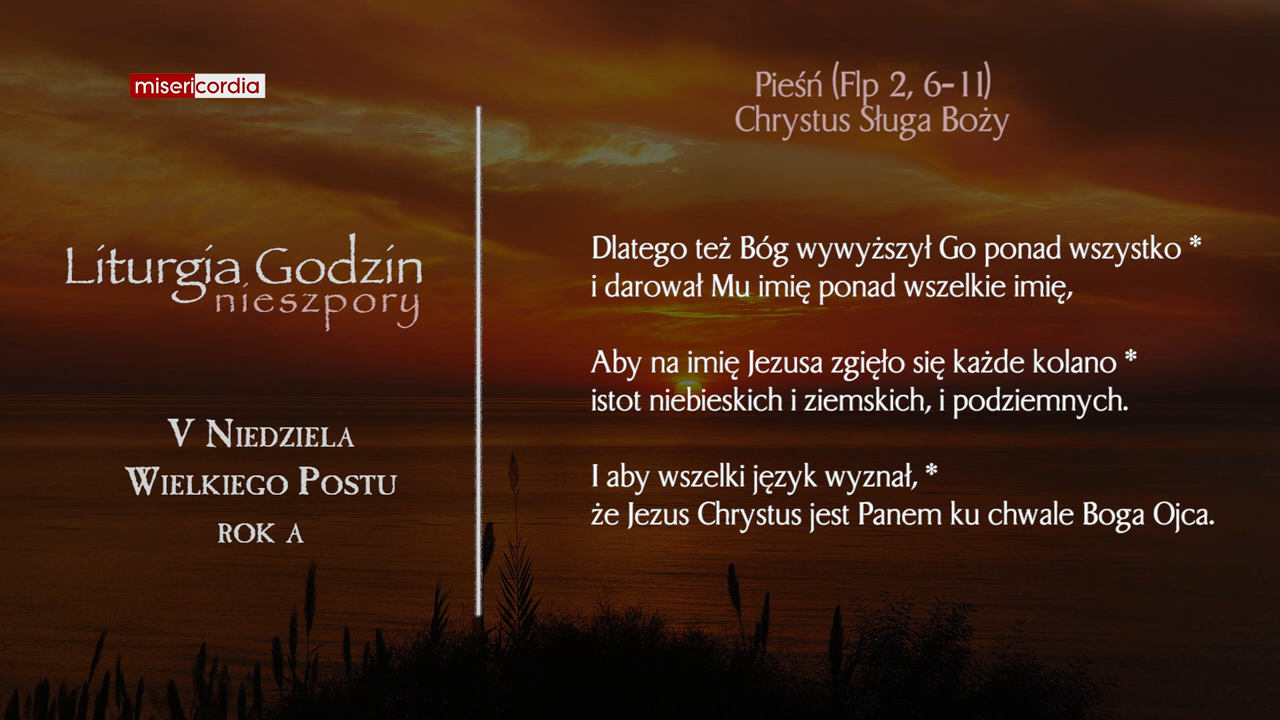 misericordia
Liturgia Godzin
nieszpory
V Niedziela
Wielkiego Postu
rok A
Pieśń (Flp 2, 6-11)
Chrystus Sługa Boży
Dlatego też Bóg wywyższył Go ponad wszystko *
i darował Mu imię ponad wszelkie imię,
Aby na imię Jezusa zgięło się każde kolano *
istot niebieskich i ziemskich, i podziemnych.
I aby wszelki język wyznał, *
że Jezus Chrystus jest Panem ku chwale Boga Ojca.